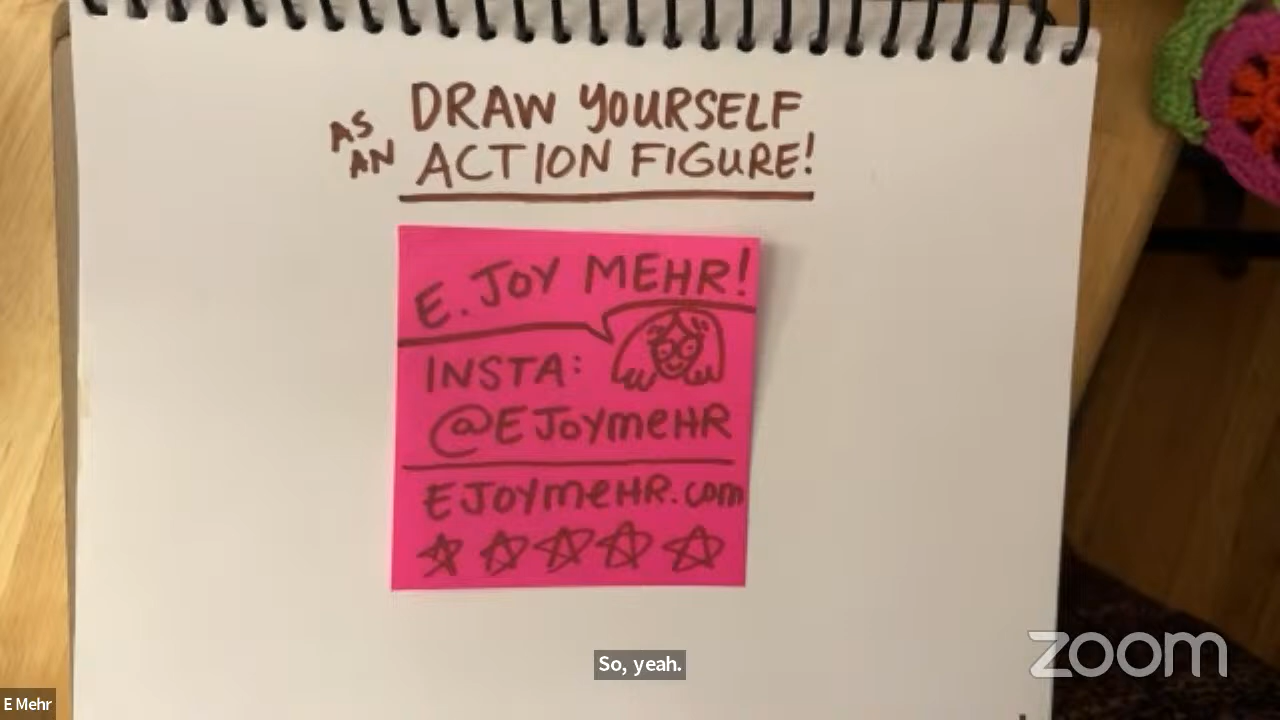 DRAW YOURSELF
AS AN ACTION FIGURE!
E. JOY MEHR!
INSTA:
@EJoymeHR
EJoymeHR.com
So, yeah.
zoom
E Mehr